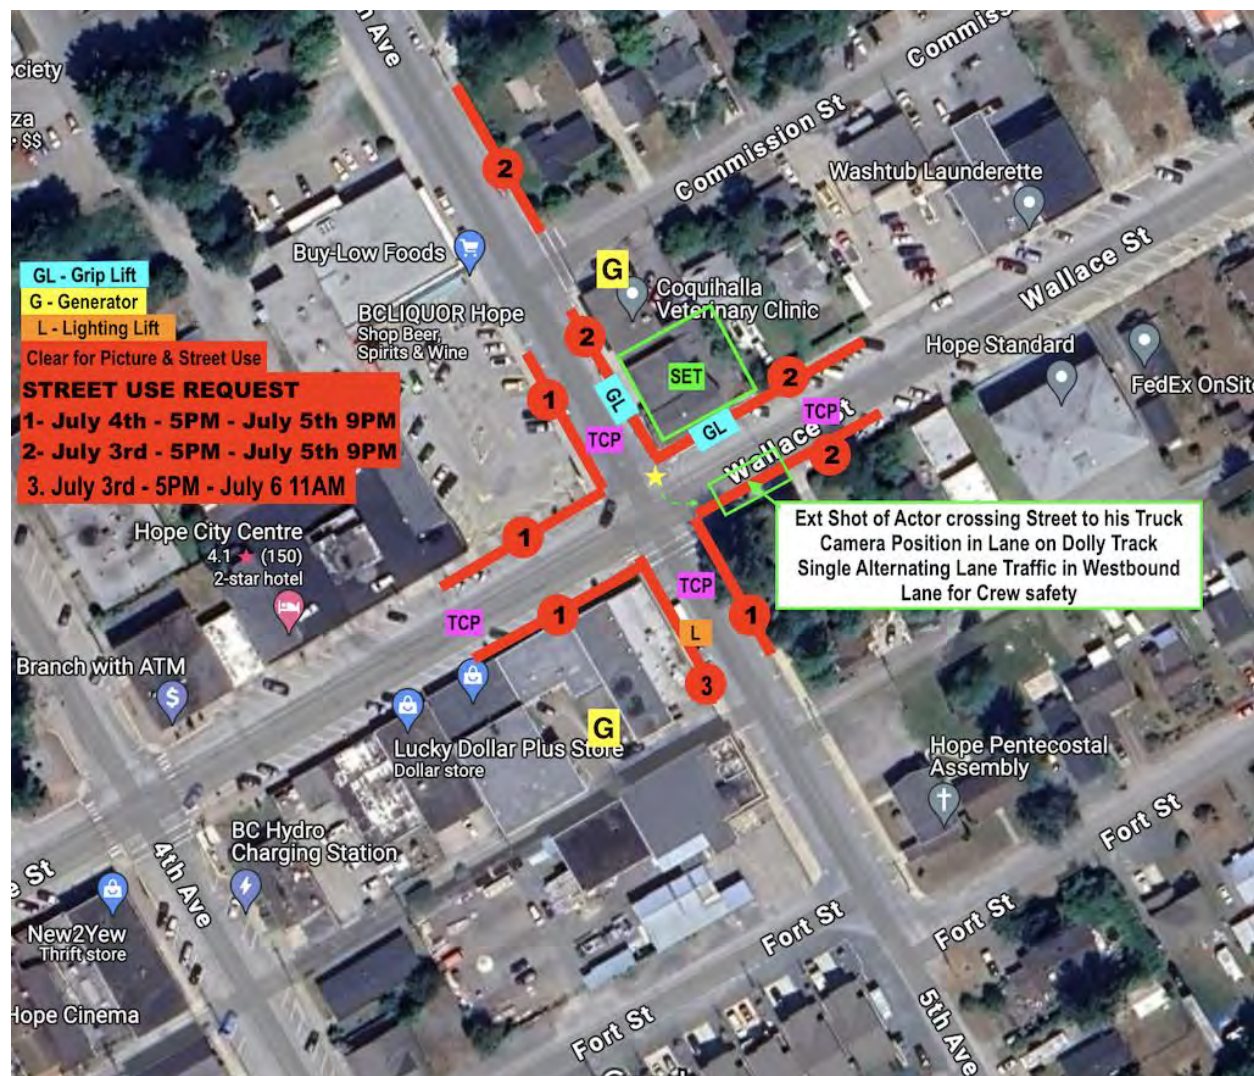 h Ave
Commiss
ociety
za
· $$
Commission St
Washtub Launderette
Buy-Low Foods
G
Wallace St
GL - Grip Lift
G - Generator
L - Lighting Lift
Coquihalla
Veterinary Clinic
BCLIQUOR Hope
Shop Beer,
Spirits & Wine
Hope Standard
FedEx OnSite
Clear for Picture & Street Use
STREET USE REQUEST
1- July 4th - 5PM - July 5th 9PM
2- July 3rd - 5PM - July 5th 9PM
3. July 3rd - 5PM - July 6 11AM
2
2
SET
2
1
GL
GL
TCP
TCP
Wallace St
2
Ext Shot of Actor crossing Street to his Truck
Camera Position in Lane on Dolly Track
Single Alternating Lane Traffic in Westbound
Lane for Crew safety
Hope City Centre
4.1 ★ (150)
2-star hotel
1
TCP
1
TCP
1
L
3
Branch with ATM
$
G
Lucky Dollar Plus Store
Dollar store
Hope Pentecostal
Assembly
BC Hydro
Charging Station
4th Ave
Fort St
e St
New2Yew
Thrift store
Fort St
Fort St
Hope Cinema
Fort St
5th Ave